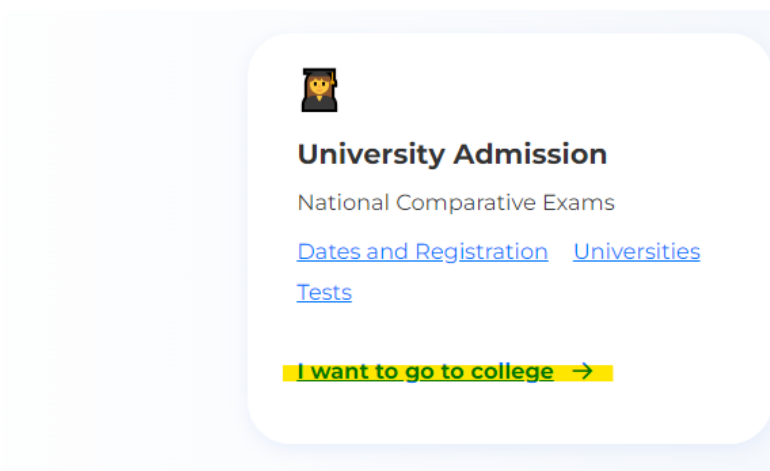 University Admission
National Comparative Exams
Dates and Registration Universities
Tests
I want to go to college →